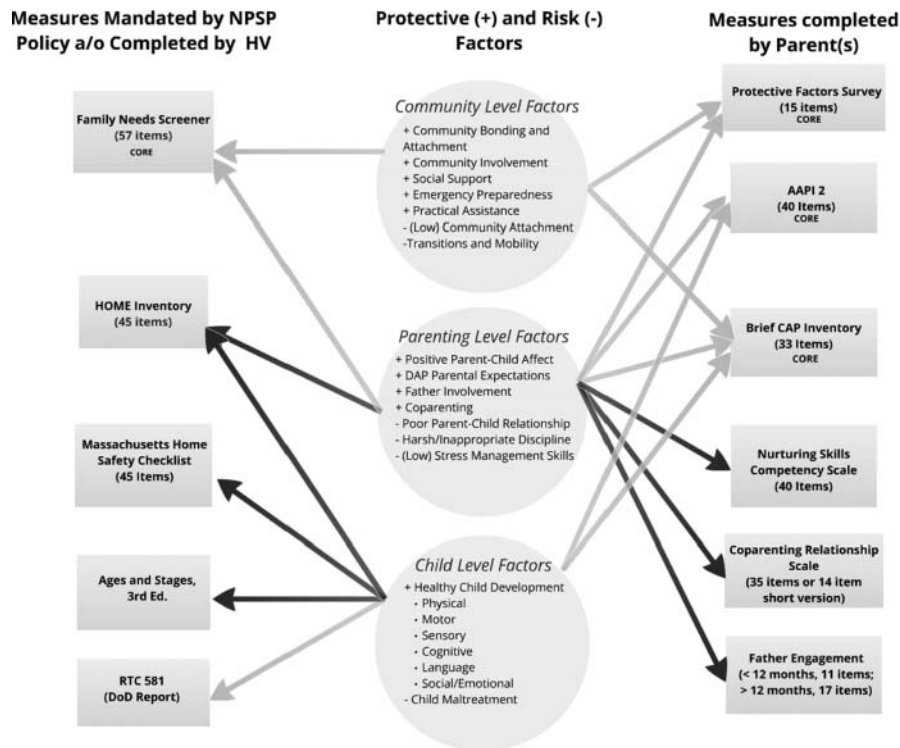 Measures Mandated by NPSP
Policy a/o Completed by HV
Family Needs Screener
(57 items)
CORE
HOME Inventory
(45 items)
Massachusetts Home
Safety Checklist
(45 Items)
Ages and Stages,
3rd Ed.
RTC 581
(DoD Report)
Protective (+) and Risk (-)
Factors
Community Level Factors
+ Community Bonding and
Attachment
+ Community Involvement
+ Social Support
+ Emergency Preparedness
+ Practical Assistance
- (Low) Community Attachment
-Transitions and Mobility
Parenting Level Factors
+ Positive Parent-Child Affect
+ DAP Parental Expectations
+ Father Involvement
+ Coparenting
- Poor Parent-Child Relationship
- Harsh/Inappropriate Discipline
- (Low) Stress Management Skills
Child Level Factors
+ Healthy Child Development
• Physical
• Motor
• Sensory
• Cognitive
• Language
• Social/Emotional
- Child Maltreatment
Measures completed
by Parent(s)
Protective Factors Survey
(15 items)
CORE
AAPI 2
(40 Items)
CORE
Brief CAP Inventory
(33 Items)
CORE
Nurturing Skills
Competency Scale
(40 Items)
Coparenting Relationship
Scale
(35 items or 14 item
short version)
Father Engagement
(< 12 months, 11 items;
> 12 months, 17 items)